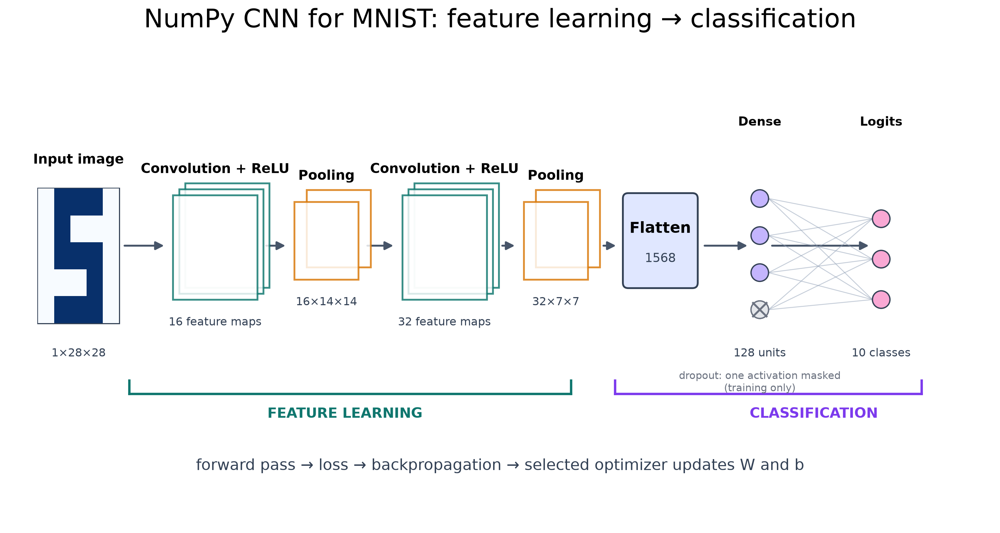 NumPy CNN for MNIST: feature learning → classification
Dense
Logits
Input image
Convolution + ReLU
Pooling
Convolution + ReLU
Pooling
Flatten
1568
16×14×14
32×7×7
16 feature maps
32 feature maps
1×28×28
128 units
10 classes
dropout: one activation masked
(training only)
FEATURE LEARNING
CLASSIFICATION
forward pass → loss → backpropagation → selected optimizer updates W and b